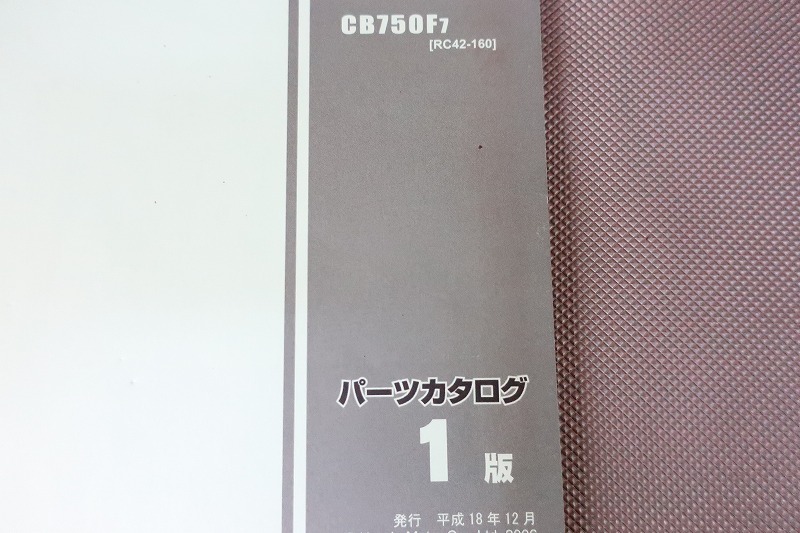 CB750F7
[RC42-160]
パーツカタログ
1 版
発行 平成 18 年 12 月